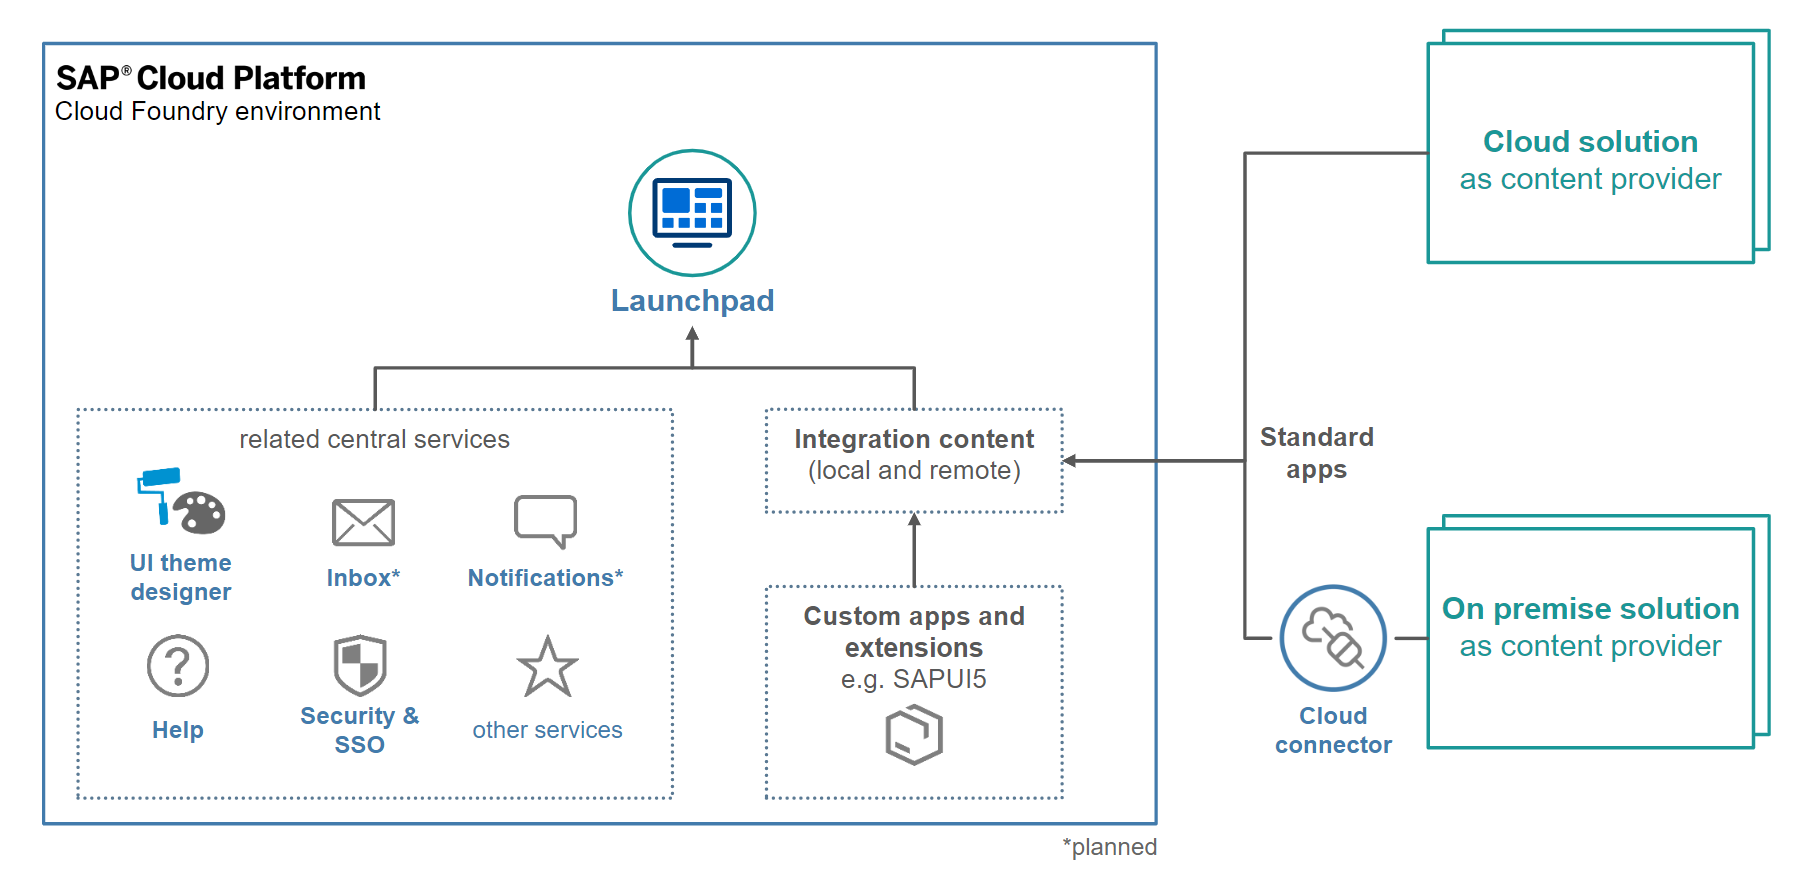 SAP® Cloud Platform
Cloud Foundry environment
Launchpad
related central services
UI theme
designer
Inbox*
Notifications*
Help
Security &
SSO
other services
Integration content
(local and remote)
Custom apps and
extensions
e.g. SAPUI5
*planned
Standard
apps
Cloud solution
as content provider
On premise solution
as content provider
Cloud
connector